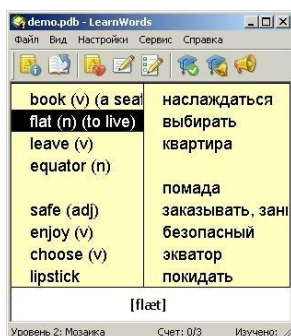 demo.pdb - LearnWords
Файл Вид Настройки Сервис Справка
book (v) (a seat наслаждаться
flat (n) (to live) выбирать
leave (v) квартира
equator (n)
помада
safe (adj) заказывать, зани
enjoy (v) безопасный
choose (v) экватор
lipstick покидать
[flæt]
Уровень 2: Мозаика Счет: 0/3 Изучено: